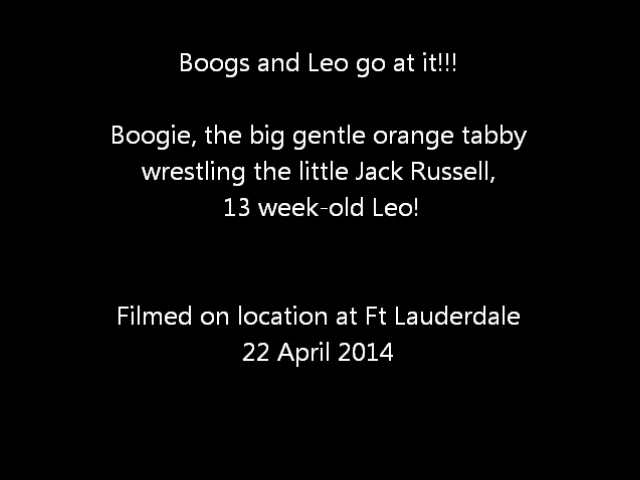 Boogs and Leo go at it!!!
Boogie, the big gentle orange tabby
wrestling the little Jack Russell,
13 week-old Leo!
Filmed on location at Ft Lauderdale
22 April 2014